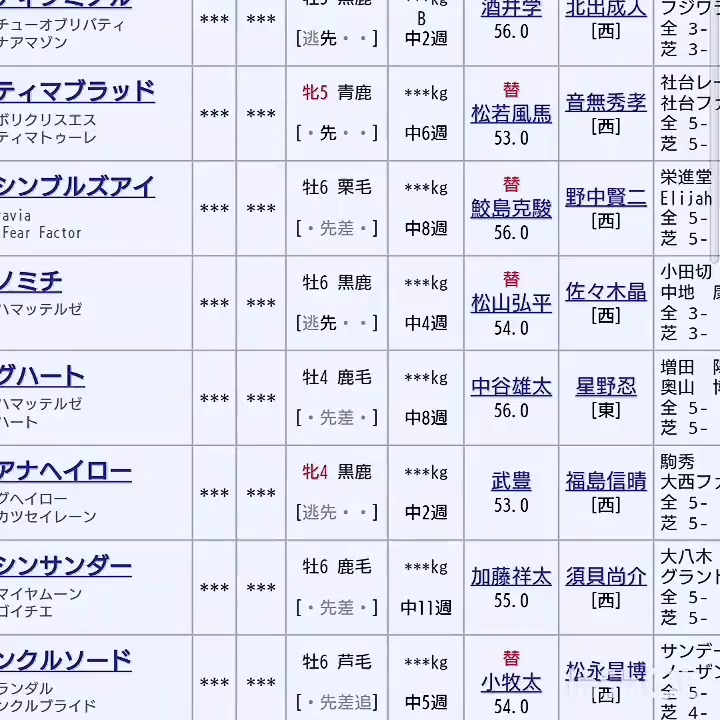 チューオブリバティ
ナアマゾン
*** ***
[逃先・・]
B
中2週
酒井学
56.0
北出成人
[西]
フジワラ
全 3-
芝 3-
ティマブラッド
ボリクリスエス
ティマトゥーレ
*** ***
牝5 青鹿
[・先・・]
***kg
中6週
替
松若風馬
53.0
音無秀孝
[西]
社台レー
社台ファ
全 5-
芝 5-
シンブルズアイ
avia
Fear Factor
*** ***
牡6 栗毛
[・先差・]
***kg
中8週
替
鮫島克駿
56.0
野中賢二
[西]
栄進堂
Elijah
全 5-
芝 5-
ノミチ
ハマッテルゼ
*** ***
牡6 黒鹿
[逃先・・]
***kg
中4週
替
松山弘平
54.0
佐々木晶
[西]
小田切
中地
全 3-
芝 3-
グハート
ハマッテルゼ
ハート
*** ***
牡4 鹿毛
[・先差・]
***kg
中8週
中谷雄太
56.0
星野忍
[東]
増田
奥山
全 5-
芝 5-
アナヘイロー
グヘイロー
カツセイレーン
*** ***
牝4 黒鹿
[逃先・・]
***kg
中2週
武豊
53.0
福島信晴
[西]
駒秀
大西ファ
全 5-
芝 5-
シンサンダー
マイヤムーン
ゴイチエ
*** ***
牡6 鹿毛
[・先差・]
***kg
中11週
加藤祥太
55.0
須貝尚介
[西]
大八木
グランド
全 5-
芝 5-
ンクルソード
ランダル
ンクルブライド
*** ***
牡6 芦毛
[・先差追]
***kg
中5週
替
小牧太
54.0
松永昌博
[西]
サンデー
ノーザン
全 5-
芝 4-